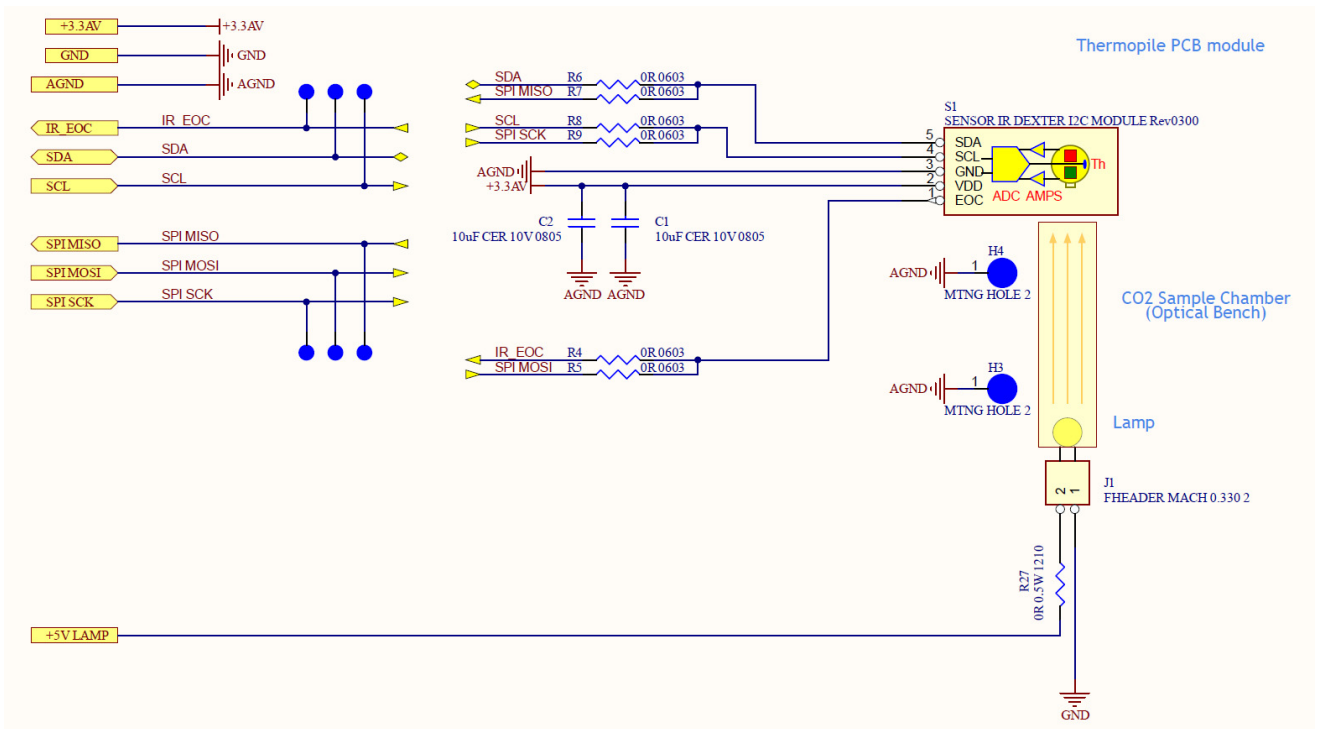 +3.3AV
+3.3AV
GND
GND
AGND
AGND
IR_EOC
IR_EOC
SDA
SDA
SCL
SCL
SPI MISO
SPI MISO
SPI MOSI
SPI MOSI
SPI SCK
SPI SCK
+5V LAMP
SDA R6 0R 0603
SPI MISO R7 0R 0603
SCL R8 0R 0603
SPI SCK R9 0R 0603
AGND
+3.3AV
C2
10uF CER 10V 0805
C1
10uF CER 10V 0805
AGND
AGND
IR_EOC R4 0R 0603
SPI MOSI R5 0R 0603
Thermopile PCB module
S1
SENSOR IR DEXTER I2C MODULE Rev0300
5 SDA
4 SCL
3 GND
2 VDD
1 EOC
ADC AMPS
Th
H4
AGND 1
MTNG HOLE 2
H3
AGND 1
MTNG HOLE 2
CO2 Sample Chamber
(Optical Bench)
Lamp
2 1
J1
FHEADER MACH 0.330 2
R27
0R 0.5W 1210
GND